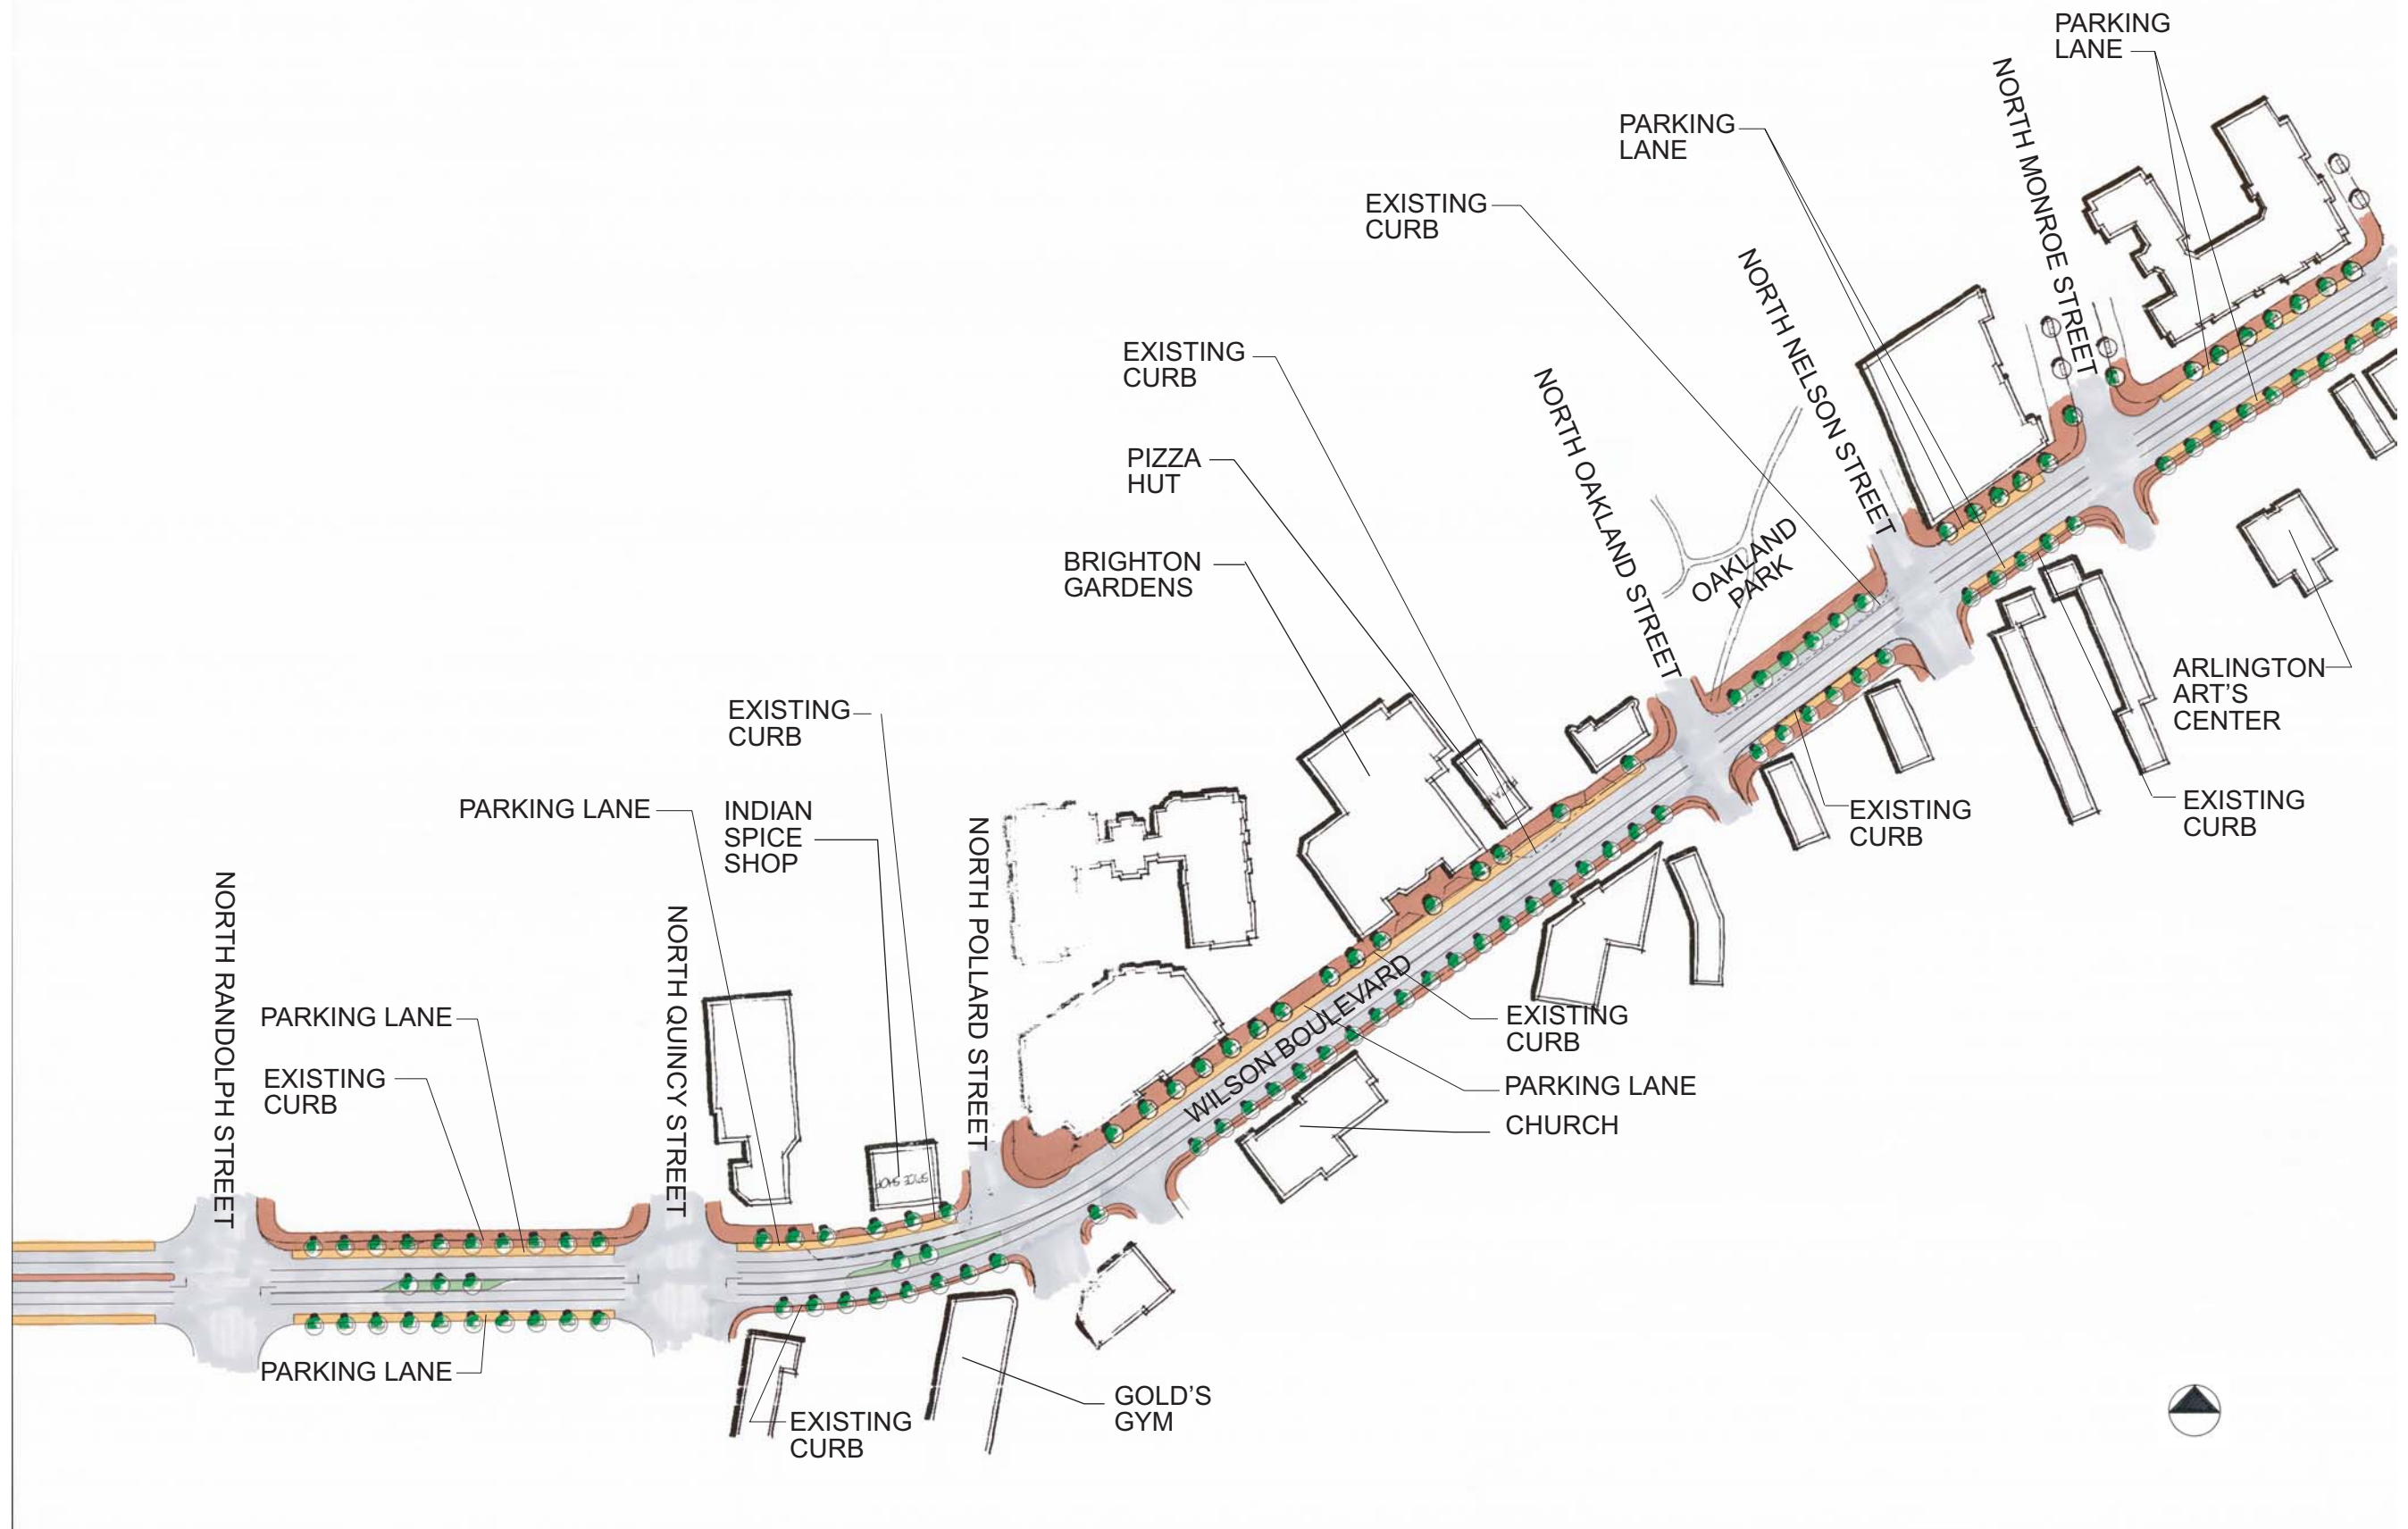 PARKING
LANE
NORTH MONROE STREET
PARKING
LANE
EXISTING
CURB
NORTH NELSON STREET
EXISTING
CURB
NORTH OAKLAND STREET
PIZZA
HUT
OAKLAND
PARK
BRIGHTON
GARDENS
ARLINGTON
ART'S
CENTER
EXISTING
CURB
EXISTING
CURB
EXISTING
CURB
PARKING LANE
INDIAN
SPICE
SHOP
NORTH POLLARD STREET
NORTH RANDOLPH STREET
NORTH QUINCY STREET
WILSON BOULEVARD
PARKING LANE
EXISTING
CURB
EXISTING
CURB
PARKING LANE
CHURCH
SPICE SHOP
PARKING LANE
GOLD'S
GYM
EXISTING
CURB